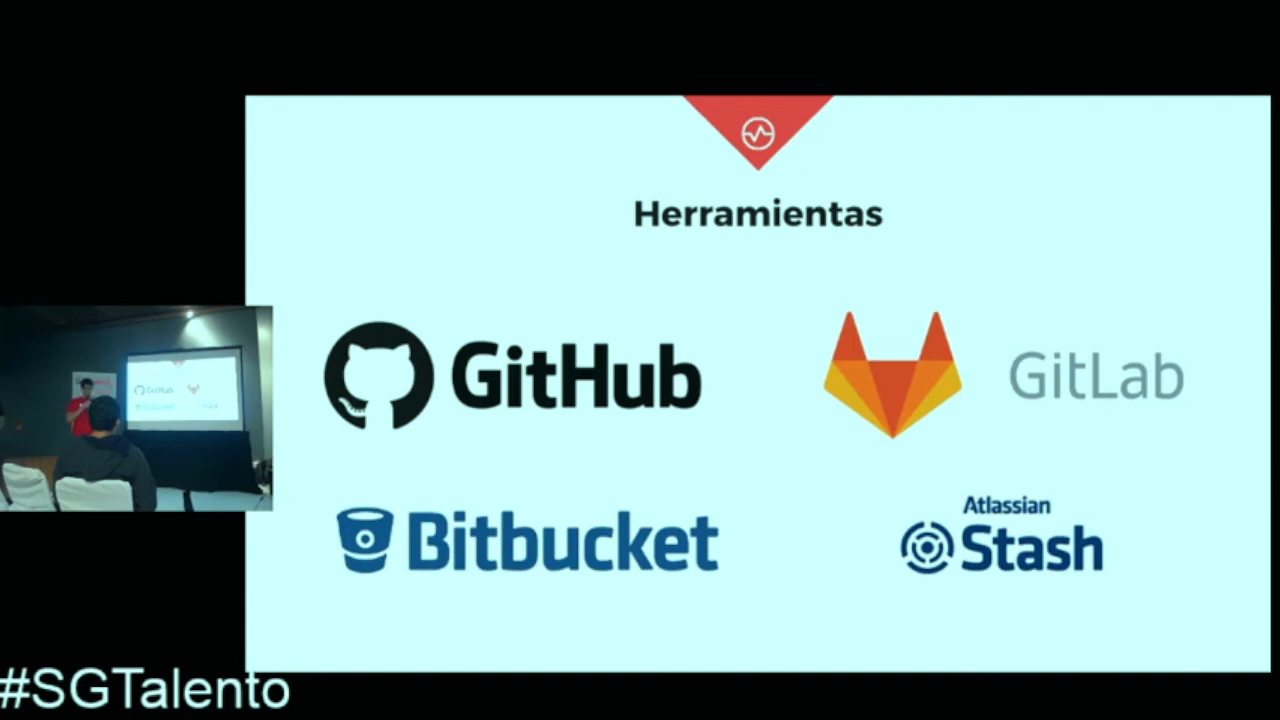 Herramientas
GitHub
GitLab
Bitbucket
Atlassian
Stash
#SGTalento